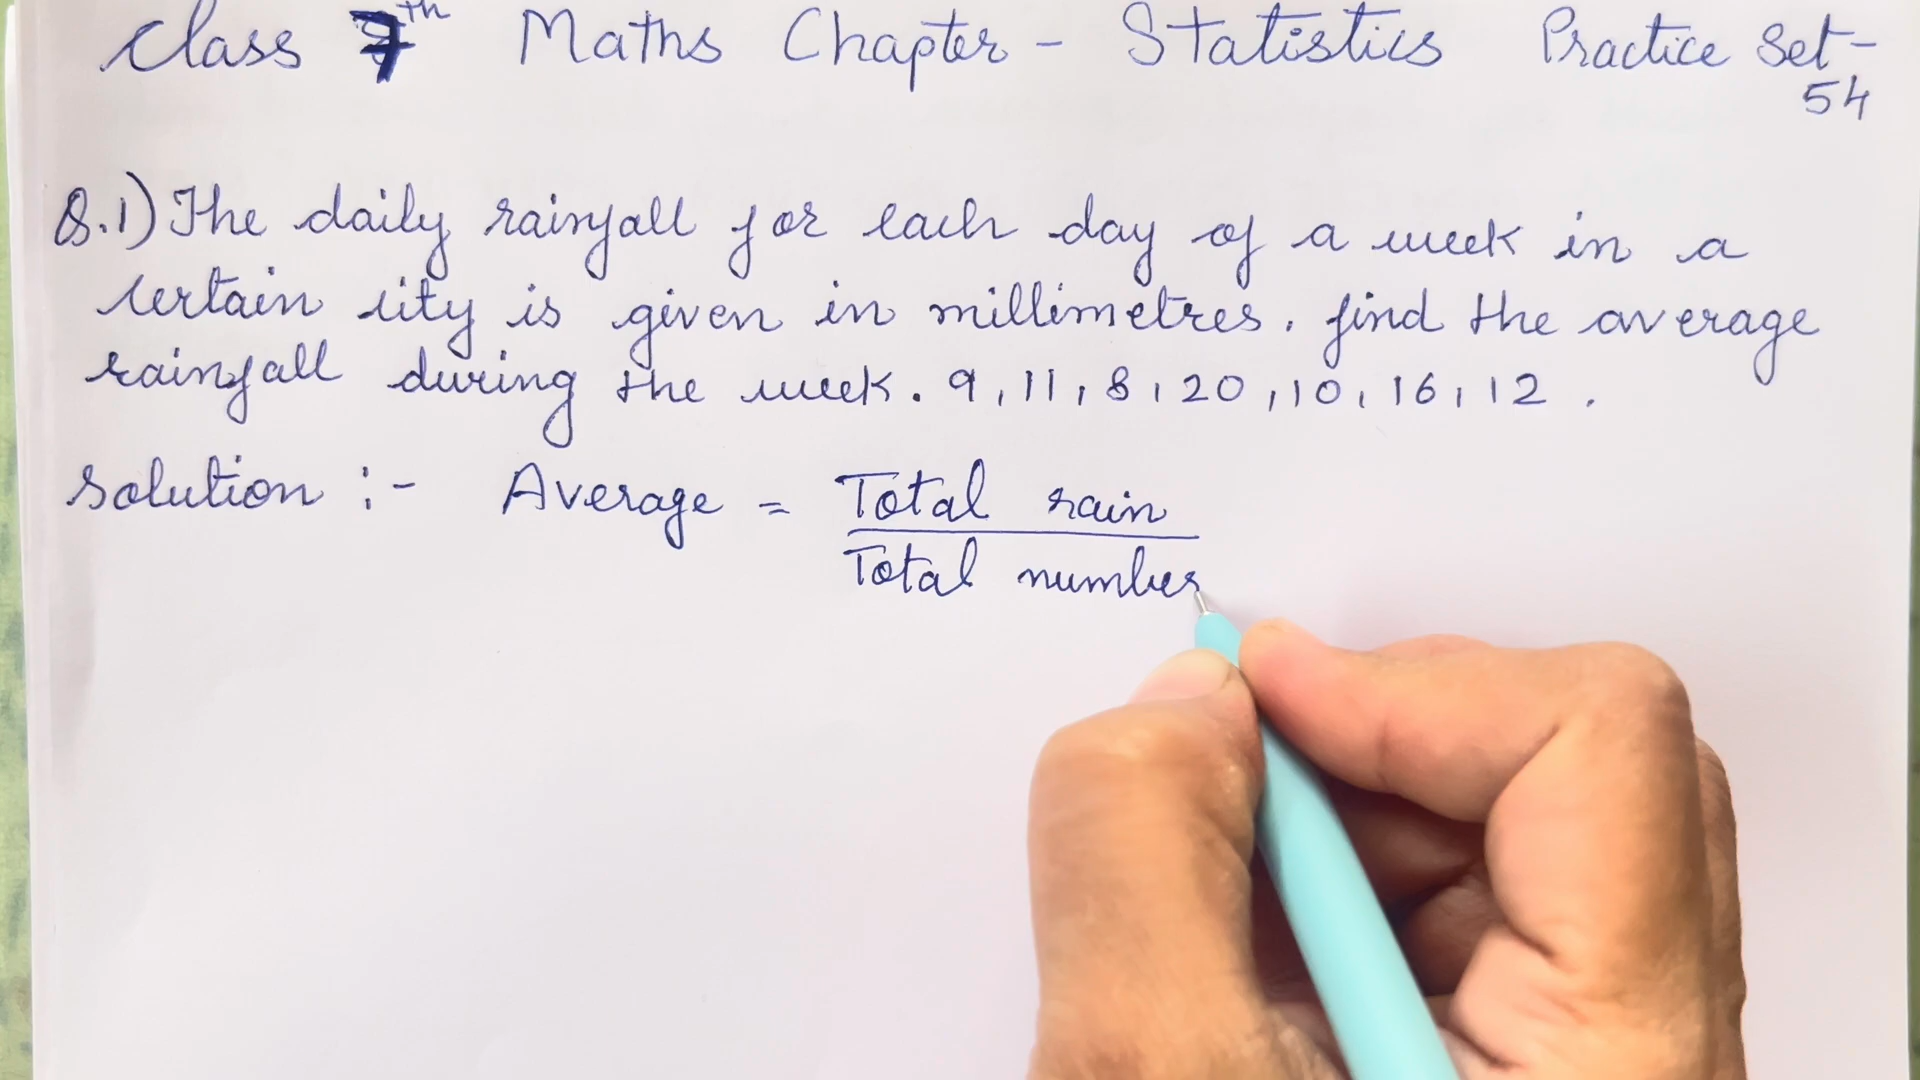 Class 7th Maths Chapter - Statistics Practice Set-
54
Q.1) The daily rainfall for each day of a week in a
certain city is given in millimetres. find the average
rainfall during the week. 9, 11, 8, 20, 10, 16, 12.
solution :- Average = Total rain
Total number